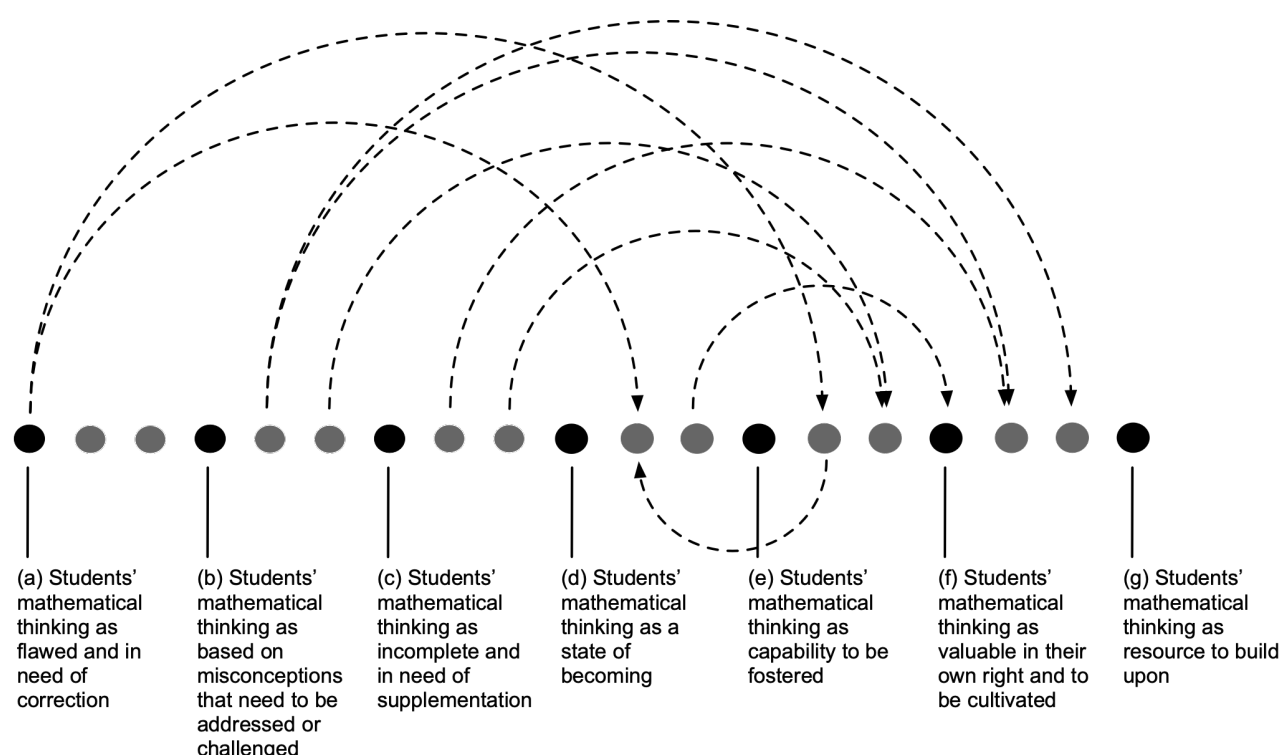 (a) Students’
mathematical
thinking as
flawed and in
need of
correction
(b) Students’
mathematical
thinking as
based on
misconceptions
that need to be
addressed or
challenged
(c) Students’
mathematical
thinking as
incomplete and
in need of
supplementation
(d) Students’
mathematical
thinking as a
state of
becoming
(e) Students’
mathematical
thinking as
capability to be
fostered
(f) Students’
mathematical
thinking as
valuable in their
own right and to
be cultivated
(g) Students’
mathematical
thinking as
resource to build
upon